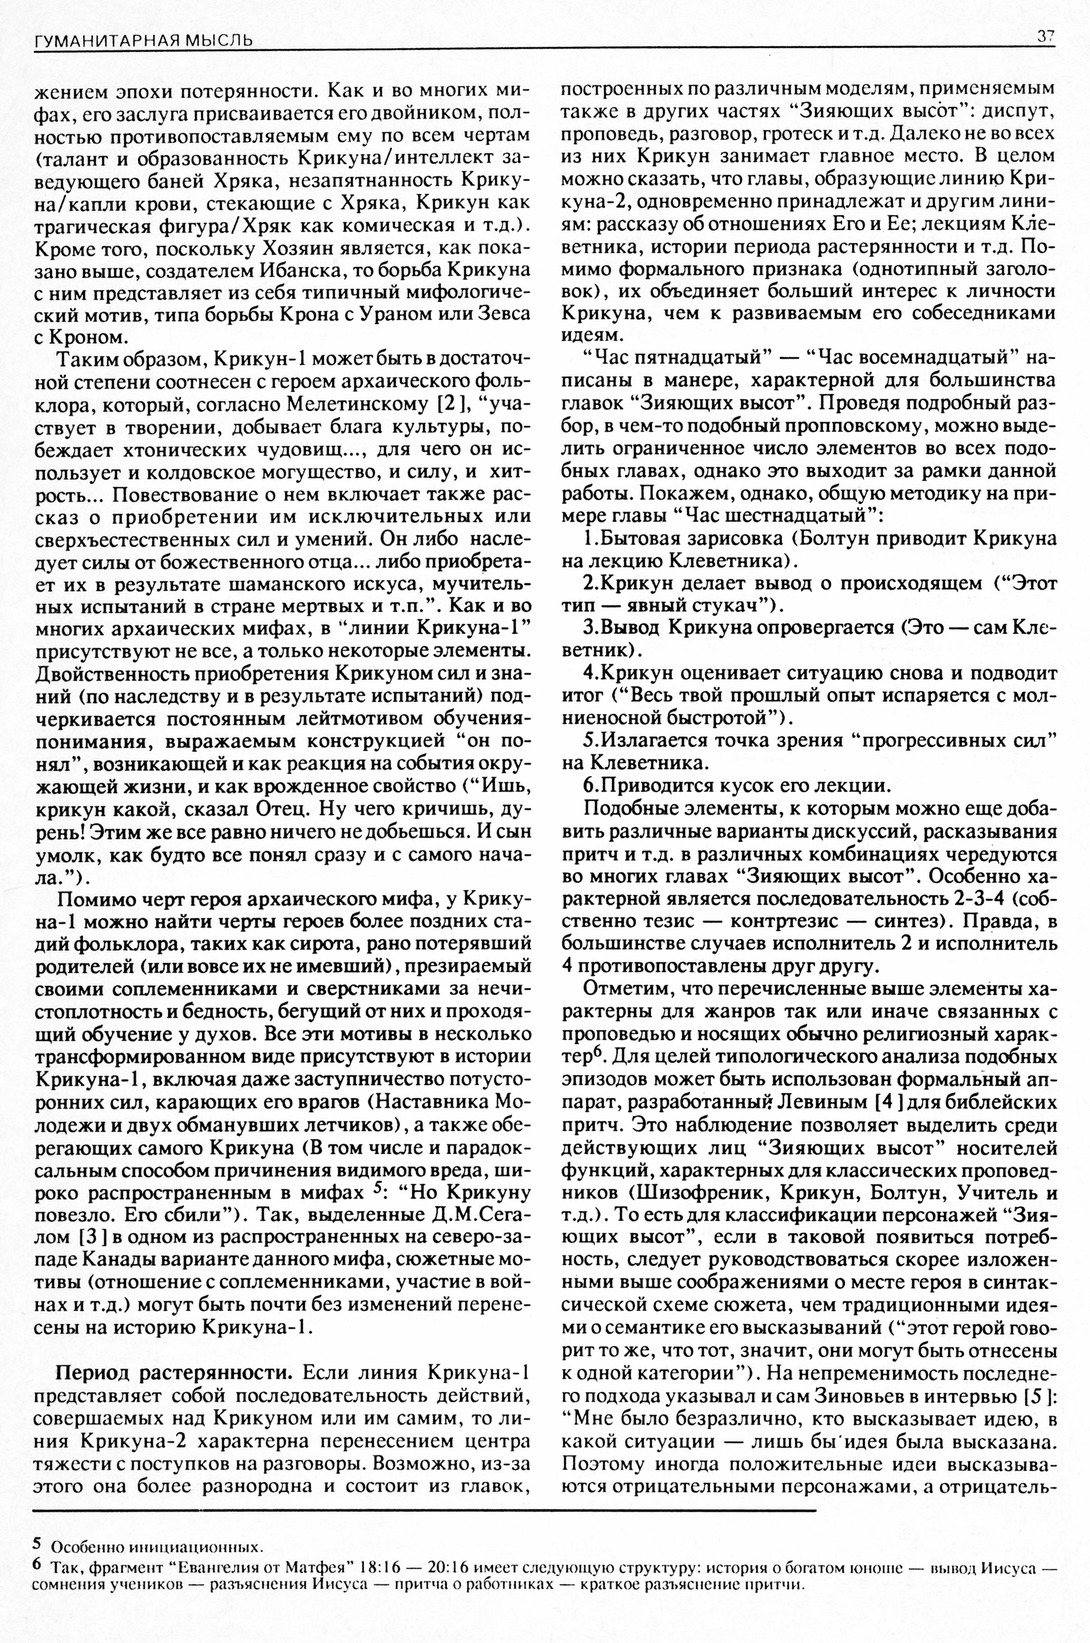 ГУМАНИТАРНАЯ МЫСЛЬ
37
жением эпохи потерянности. Как и во многих ми-
фах, его заслуга присваивается его двойником, пол-
ностью противопоставляемым ему по всем чертам
(талант и образованность Крикуна/интеллект за-
ведующего баней Хряка, незапятнанность Крику-
на/капли крови, стекающие с Хряка, Крикун как
трагическая фигура/Хряк как комическая и т.д.).
Кроме того, поскольку Хозяин является, как пока-
зано выше, создателем Ибанска, то борьба Крикуна
с ним представляет из себя типичный мифологиче-
ский мотив, типа борьбы Крона с Ураном или Зевса
с Кроном.
Таким образом, Крикун-1 может быть в достаточ-
ной степени соотнесен с героем архаического фоль-
клора, который, согласно Мелетинскому [2], “уча-
ствует в творении, добывает блага культуры, по-
беждает хтонических чудовищ..., для чего он ис-
пользует и колдовское могущество, и силу, и хит-
рость... Повествование о нем включает также рас-
сказ о приобретении им исключительных или
сверхъестественных сил и умений. Он либо насле-
дует силы от божественного отца... либо приобрета-
ет их в результате шаманского искуса, мучитель-
ных испытаний в стране мертвых и т.п.”. Как и во
многих архаических мифах, в “линии Крикуна-1”
присутствуют не все, а только некоторые элементы.
Двойственность приобретения Крикуном сил и зна-
ний (по наследству и в результате испытаний) под-
черкивается постоянным лейтмотивом обучения-
понимания, выражаемым конструкцией “он по-
нял”, возникающей и как реакция на события окру-
жающей жизни, и как врожденное свойство (“Ишь,
крикун какой, сказал Отец. Ну чего кричишь, ду-
рень! Этим же все равно ничего не добьешься. И сын
умолк, как будто все понял сразу и с самого нача-
ла.”).
Помимо черт героя архаического мифа, у Крику-
на-1 можно найти черты героев более поздних ста-
дий фольклора, таких как сирота, рано потерявший
родителей (или вовсе их не имевший), презираемый
своими соплеменниками и сверстниками за нечи-
стоплотность и бедность, бегущий от них и проходя-
щий обучение у духов. Все эти мотивы в несколько
трансформированном виде присутствуют в истории
Крикуна-1, включая даже заступничество потусто-
ронних сил, карающих его врагов (Наставника Мо-
лодежи и двух обманувших летчиков), а также обе-
регающих самого Крикуна (В том числе и парадок-
сальным способом причинения видимого вреда, ши-
роко распространенным в мифах 5: “Но Крикуну
повезло. Его сбили”). Так, выделенные Д.М.Сега-
лом [3] в одном из распространенных на северо-за-
паде Канады варианте данного мифа, сюжетные мо-
тивы (отношение с соплеменниками, участие в вой-
нах и т.д.) могут быть почти без изменений перене-
сены на историю Крикуна-1.
Период растерянности. Если линия Крикуна-1
представляет собой последовательность действий,
совершаемых над Крикуном или им самим, то ли-
ния Крикуна-2 характерна перенесением центра
тяжести с поступков на разговоры. Возможно, из-за
этого она более разнородна и состоит из главок,
построенных по различным моделям, применяемым
также в других частях “Зияющих высот”: диспут,
проповедь, разговор, гротеск и т.д. Далеко не во всех
из них Крикун занимает главное место. В целом
можно сказать, что главы, образующие линию Кри-
куна-2, одновременно принадлежат и другим лини-
ям: рассказу об отношениях Его и Ее; лекциям Кле-
ветника, истории периода растерянности и т.д. По-
мимо формального признака (однотипный заголо-
вок), их объединяет больший интерес к личности
Крикуна, чем к развиваемым его собеседниками
идеям.
“Час пятнадцатый” — “Час восемнадцатый” на-
писаны в манере, характерной для большинства
главок “Зияющих высот”. Проведя подробный раз-
бор, в чем-то подобный пропповскому, можно выде-
лить ограниченное число элементов во всех подо-
бных главах, однако это выходит за рамки данной
работы. Покажем, однако, общую методику на при-
мере главы “Час шестнадцатый”:
1.Бытовая зарисовка (Болтун приводит Крикуна
на лекцию Клеветника).
2.Крикун делает вывод о происходящем (“Этот
тип — явный стукач”).
3.Вывод Крикуна опровергается (Это — сам Кле-
ветник).
4.Крикун оценивает ситуацию снова и подводит
итог (“Весь твой прошлый опыт испаряется с мол-
ниеносной быстротой”).
5.Излагается точка зрения “прогрессивных сил”
на Клеветника.
6.Приводится кусок его лекции.
Подобные элементы, к которым можно еще доба-
вить различные варианты дискуссий, расказывания
притч и т.д. в различных комбинациях чередуются
во многих главах “Зияющих высот”. Особенно ха-
рактерной является последовательность 2-3-4 (соб-
ственно тезис — контртезис — синтез). Правда, в
большинстве случаев исполнитель 2 и исполнитель
4 противопоставлены друг другу.
Отметим, что перечисленные выше элементы ха-
рактерны для жанров так или иначе связанных с
проповедью и носящих обычно религиозный харак-
тер6. Для целей типологического анализа подобных
эпизодов может быть использован формальный ап-
парат, разработанный Левиным [4] для библейских
притч. Это наблюдение позволяет выделить среди
действующих лиц “Зияющих высот” носителей
функций, характерных для классических проповед-
ников (Шизофреник, Крикун, Болтун, Учитель и
т.д.). То есть для классификации персонажей “Зия-
ющих высот”, если в таковой появиться потреб-
ность, следует руководствоваться скорее изложен-
ными выше соображениями о месте героя в синтак-
сической схеме сюжета, чем традиционными идея-
ми о семантике его высказываний (“этот герой гово-
рит то же, что тот, значит, они могут быть отнесены
к одной категории”). На непременимость последне-
го подхода указывал и сам Зиновьев в интервью [5]:
“Мне было безразлично, кто высказывает идею, в
какой ситуации — лишь бы идея была высказана.
Поэтому иногда положительные идеи высказыва-
ются отрицательными персонажами, а отрицатель-
5 Особенно инициационных.
6 Так, фрагмент “Евангелия от Матфея” 18:16 — 20:16 имеет следующую структуру: история о богатом юноше — вывод Иисуса —
сомнения учеников — разъяснения Иисуса — притча о работниках — краткое разъяснение притчи.